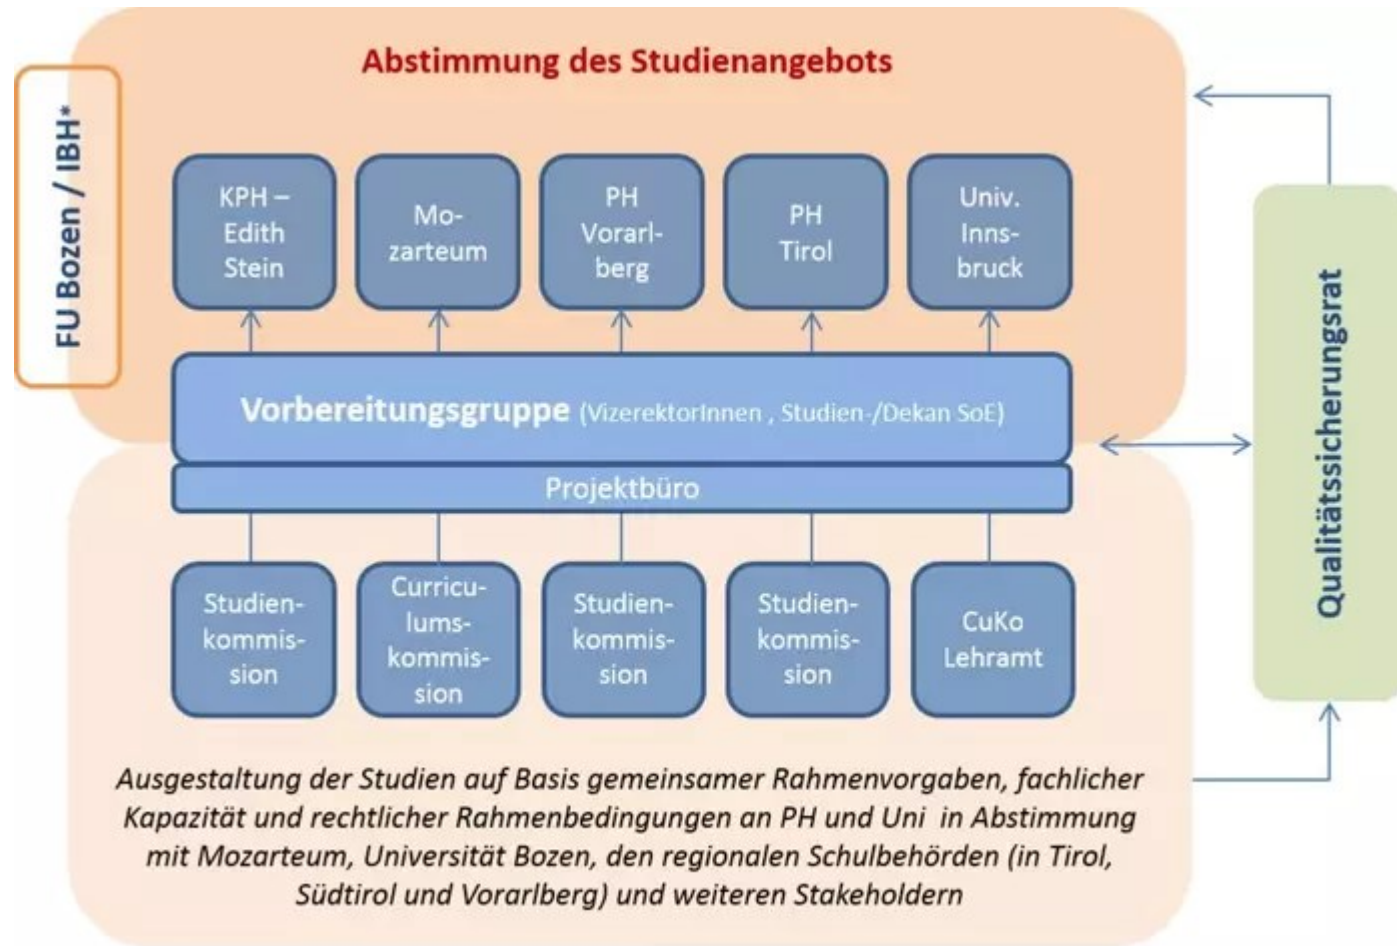 Abstimmung des Studienangebots
FU Bozen / IBH*
KPH –
Edith
Stein
Mo-
zarteum
PH
Vorarl-
berg
PH
Tirol
Univ.
Inns-
bruck
Vorbereitungsgruppe (VizerektorInnen , Studien-/Dekan SoE)
Projektbüro
Studien-
kommis-
sion
Curricu-
lums-
kommis-
sion
Studien-
kommis-
sion
Studien-
kommis-
sion
CuKo
Lehramt
Qualitätssicherungsrat
Ausgestaltung der Studien auf Basis gemeinsamer Rahmenvorgaben, fachlicher
Kapazität und rechtlicher Rahmenbedingungen an PH und Uni in Abstimmung
mit Mozarteum, Universität Bozen, den regionalen Schulbehörden (in Tirol,
Südtirol und Vorarlberg) und weiteren Stakeholdern